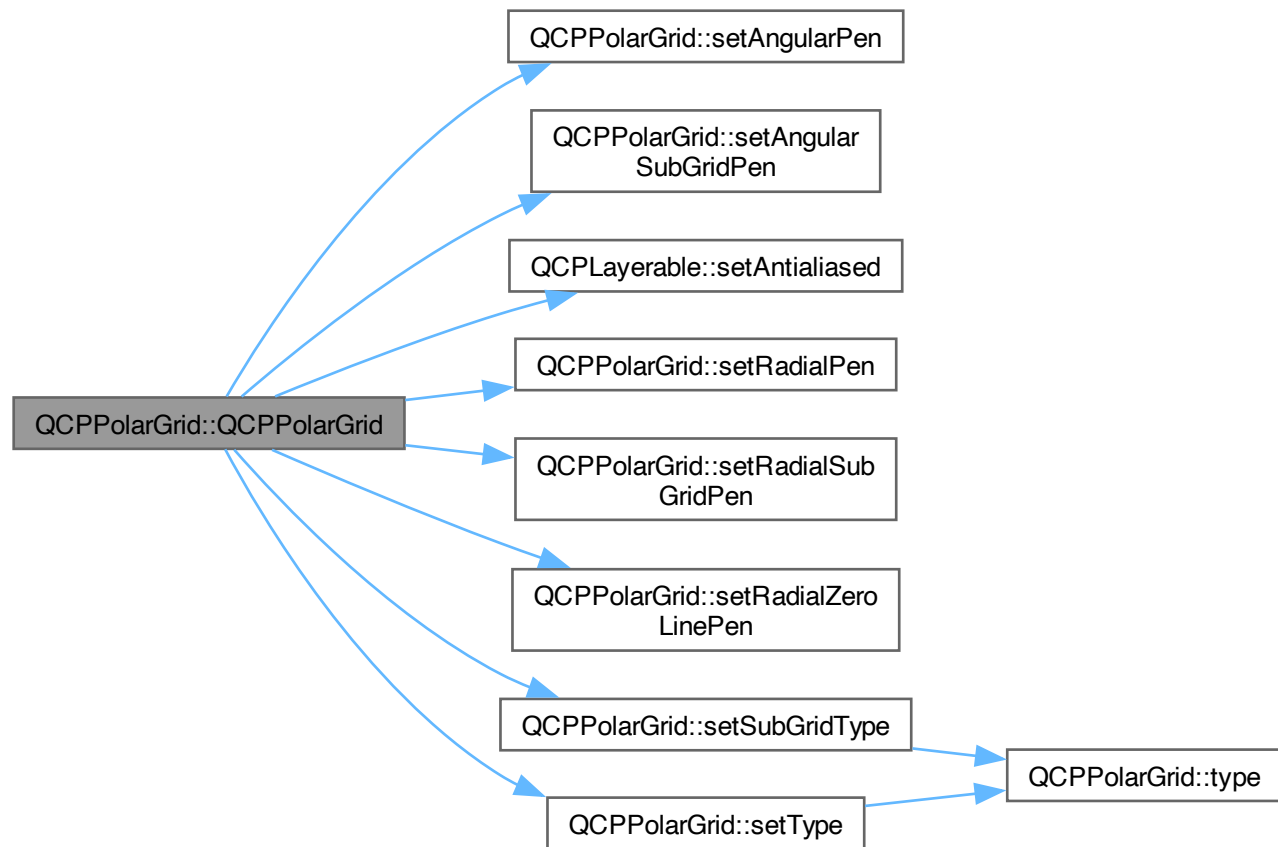 QCPPolarGrid::setAngularPen
QCPPolarGrid::setAngular
SubGridPen
QCPLayerable::setAntialiased
QCPPolarGrid::setRadialPen
QCPPolarGrid::QCPPolarGrid
QCPPolarGrid::setRadialSub
GridPen
QCPPolarGrid::setRadialZero
LinePen
QCPPolarGrid::setSubGridType
QCPPolarGrid::type
QCPPolarGrid::setType